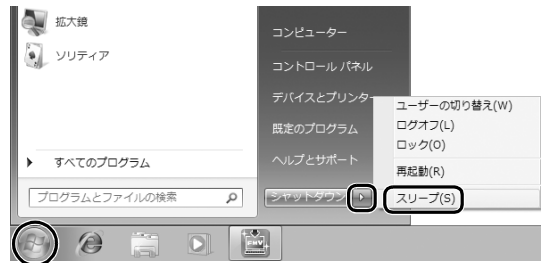 拡大鏡
ソリティア
すべてのプログラム
プログラムとファイルの検索
コンピューター
コントロール パネル
デバイスとプリンター
既定のプログラム
ヘルプとサポート
シャットダウン
ユーザーの切り替え(W)
ログオフ(L)
ロック(O)
再起動(R)
スリープ(S)
FMV